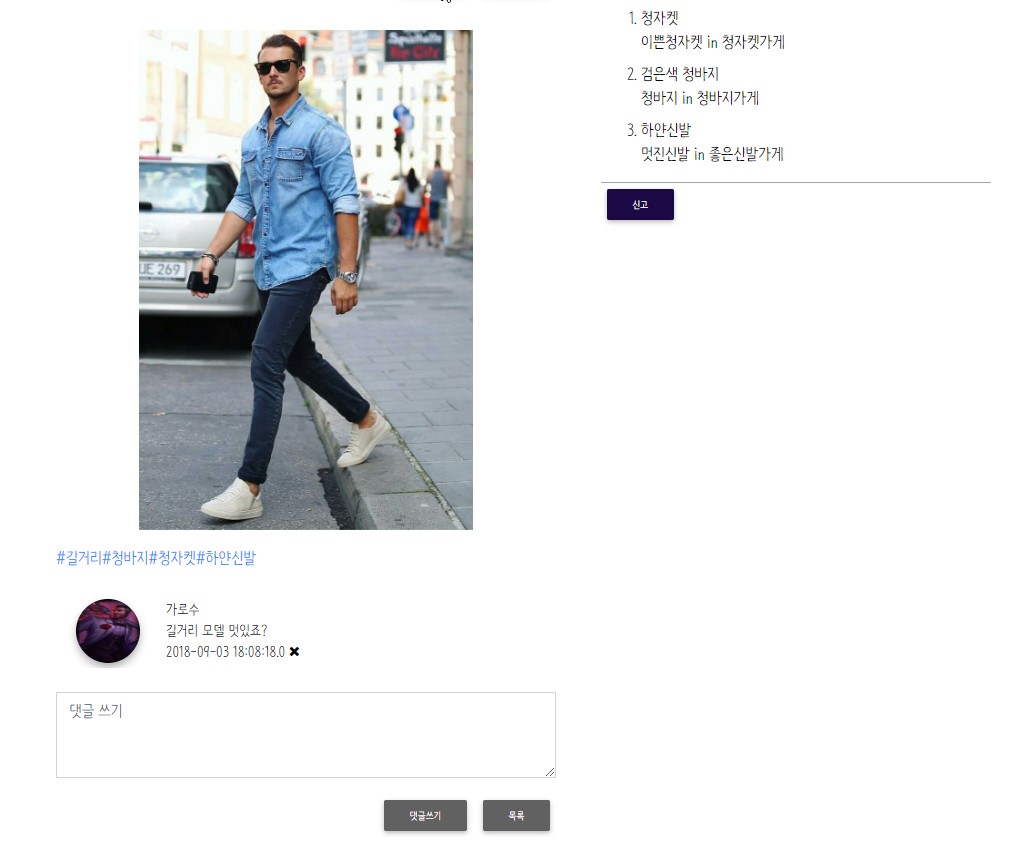 1. 청자켓
이쁜청자켓 in 청자켓가게
2. 검은색 청바지
청바지 in 청바지가게
3. 하얀신발
멋진신발 in 좋은신발가게
신고
UE 269
#길거리#청바지#청자켓#하얀신발
가로수
길거리 모델 멋있죠?
2018-09-03 18:08:18.0 ✖
댓글 쓰기
댓글쓰기
목록